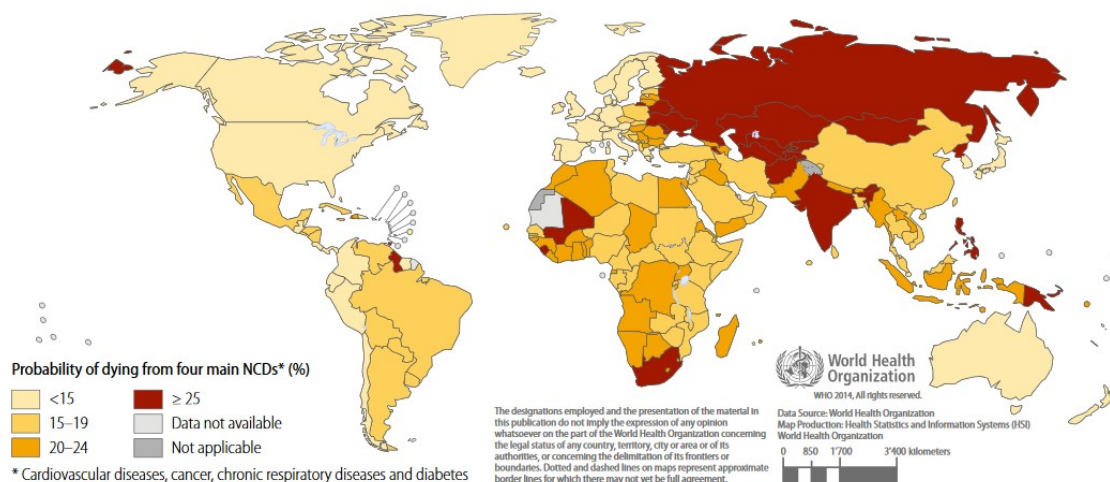 Probability of dying from four main NCDs* (%)
<15
15–19
20–24
≥ 25
Data not available
Not applicable
* Cardiovascular diseases, cancer, chronic respiratory diseases and diabetes
The designations employed and the presentation of the material in
this publication do not imply the expression of any opinion
whatsoever on the part of the World Health Organization concerning
the legal status of any country, territory, city or area or of its
authorities, or concerning the delimitation of its frontiers or
boundaries. Dotted and dashed lines on maps represent approximate
border lines for which there may not yet be full agreement.
World Health
Organization
WHO 2014, All rights reserved.
Data Source: World Health Organization
Map Production: Health Statistics and Information Systems (HSI)
World Health Organization
0 850 1'700 3'400 kilometers